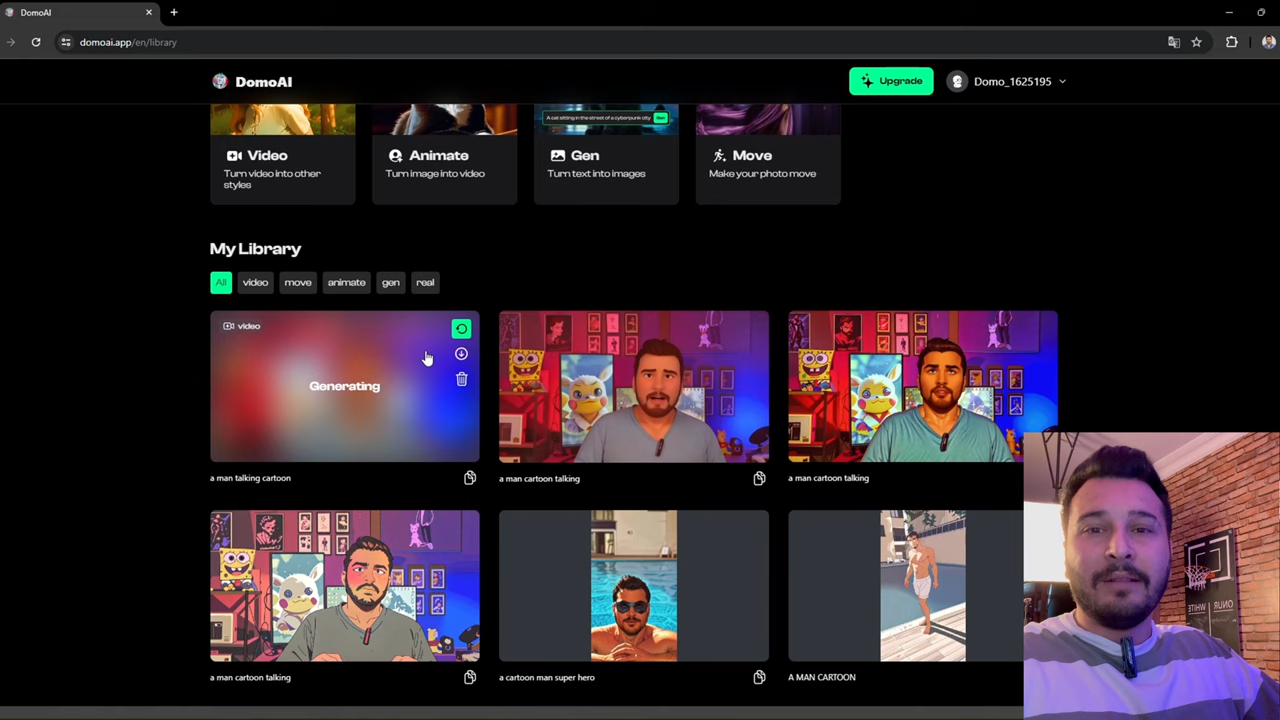 DomoAI
domoai.app/en/library
DomoAI
Upgrade
Domo_1625195
A cat sitting in the street of a cyberpunk city
Gen
Video
Turn video into other
styles
Animate
Turn image into video
Gen
Turn text into images
Move
Make your photo move
My Library
All
video
move
animate
gen
real
video
Generating
a man talking cartoon
a man cartoon talking
a man cartoon talking
a man cartoon talking
a cartoon man super hero
A MAN CARTOON